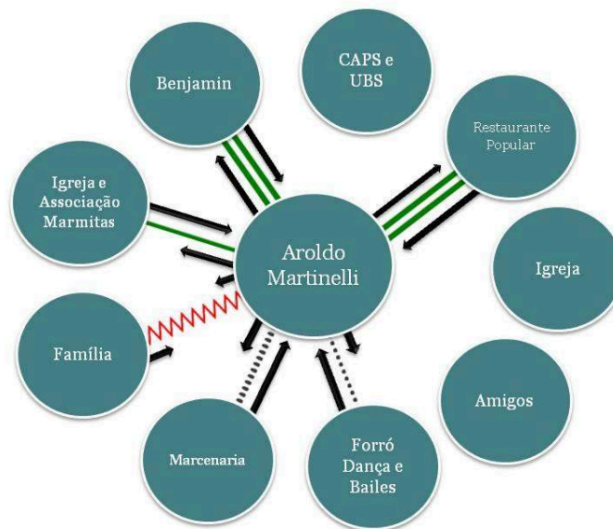 Benjamin
CAPS e
UBS
Restaurante
Popular
Igreja e
Associação
Marmitas
Aroldo
Martinelli
Igreja
Família
Amigos
Marcenaria
Forró
Dança e
Bailes